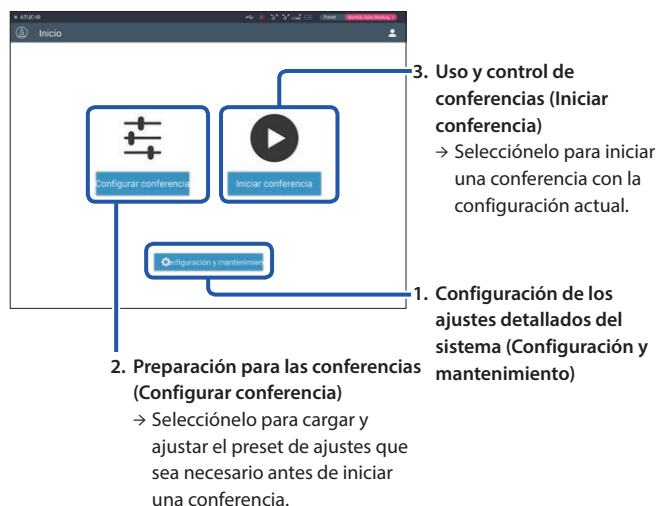 ATUC-IR
Preset
Monthly Sales Meeting
Inicio
Configurar conferencia
Iniciar conferencia
Configuración y mantenimien
3. Uso y control de
conferencias (Iniciar
conferencia)
→ Selecciónelo para iniciar
una conferencia con la
configuración actual.
1. Configuración de los
ajustes detallados del
sistema (Configuración y
mantenimiento)
2. Preparación para las conferencias
(Configurar conferencia)
→ Selecciónelo para cargar y
ajustar el preset de ajustes que
sea necesario antes de iniciar
una conferencia.